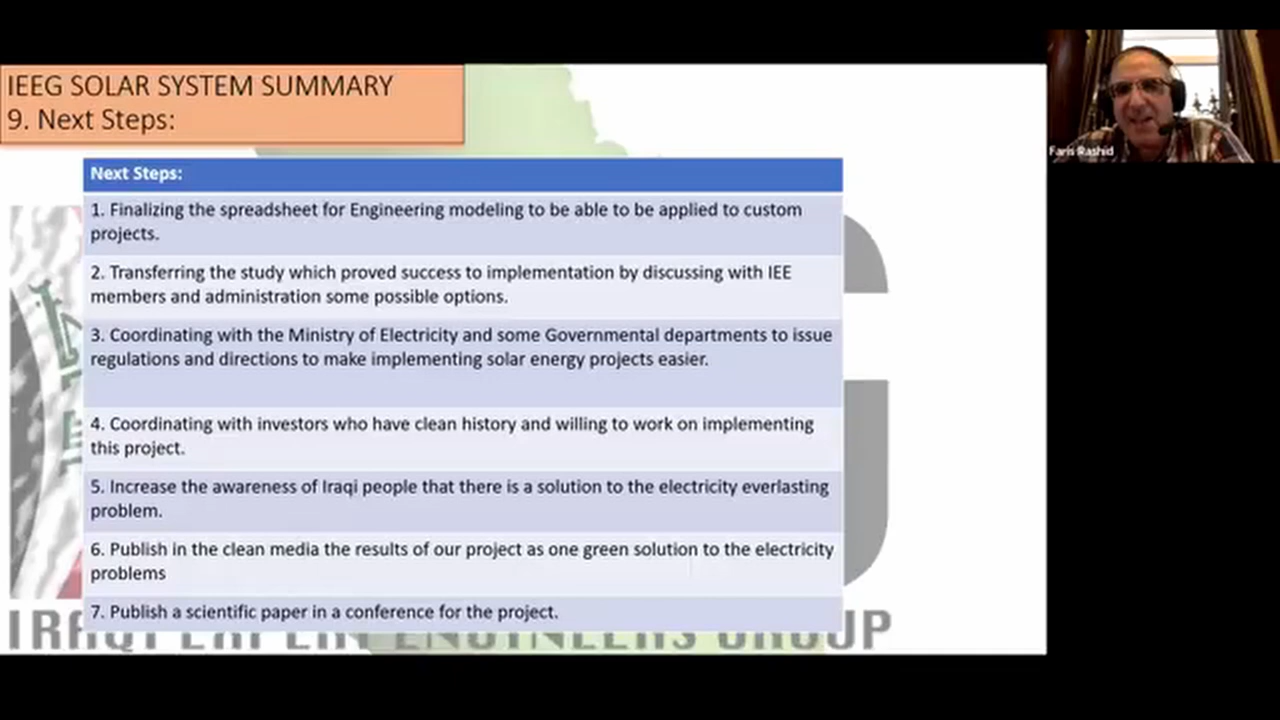 IEEG SOLAR SYSTEM SUMMARY
9. Next Steps:
Next Steps:
1. Finalizing the spreadsheet for Engineering modeling to be able to be applied to custom
projects.
2. Transferring the study which proved success to implementation by discussing with IEE
members and administration some possible options.
3. Coordinating with the Ministry of Electricity and some Governmental departments to issue
regulations and directions to make implementing solar energy projects easier.
4. Coordinating with investors who have clean history and willing to work on implementing
this project.
5. Increase the awareness of Iraqi people that there is a solution to the electricity everlasting
problem.
6. Publish in the clean media the results of our project as one green solution to the electricity
problems
7. Publish a scientific paper in a conference for the project.
IRAQI EXPERT ENGINEERS GROUP
Faris Rashid